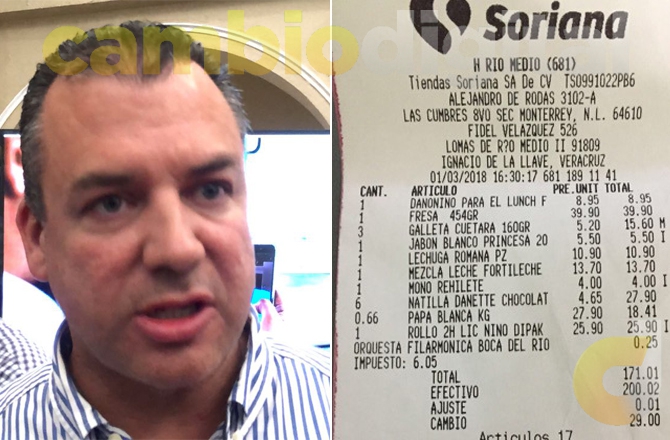 cambiodigital
Soriana
H RIO MEDIO (681)
Tiendas Soriana SA De CV TSO991022PB6
ALEJANDRO DE RODAS 3102-A
LAS CUMBRES 8VO SEC MONTERREY, N.L. 64610
FIDEL VELAZQUEZ 526
LOMAS DE R?O MEDIO II 91809
IGNACIO DE LA LLAVE, VERACRUZ
01/03/2018 16:30:17 681 189 11 41
CANT. ARTICULO PRE.UNIT TOTAL
1 DANONINO PARA EL LUNCH F 8.95 8.95
1 FRESA 454GR 39.90 39.90
3 GALLETA CUETARA 160GR 5.20 15.60 M
1 JABON BLANCO PRINCESA 20 5.50 5.50 I
1 LECHUGA ROMANA PZ 10.90 10.90
1 MEZCLA LECHE FORTILECHE 13.70 13.70
1 MONO REHILETE 4.00 4.00 I
6 NATILLA DANETTE CHOCOLAT 4.65 27.90
0.66 PAPA BLANCA KG 27.90 18.41
1 ROLLO 2H LIC NINO DIPAK 25.90 25.90 I
ORQUESTA FILARMONICA BOCA DEL RIO 0.25
IMPUESTO: 6.05
TOTAL 171.01
EFECTIVO 200.02
AJUSTE 0.01
CAMBIO 29.00
Articulos 17